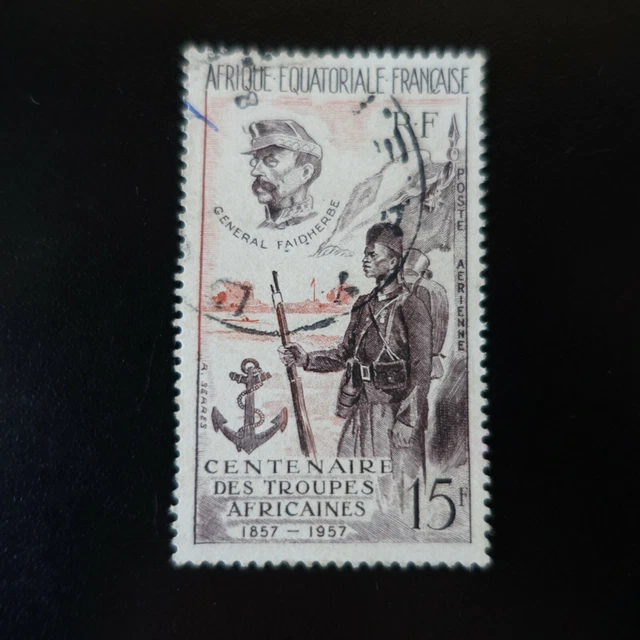 AFRIQUE·EQUATORIALE·FRANÇAISE
R·F
POSTE AERIENNE
GENERAL FAIDHERBE
CENTENAIRE
DES TROUPES
AFRICAINES
1857 - 1957
15F